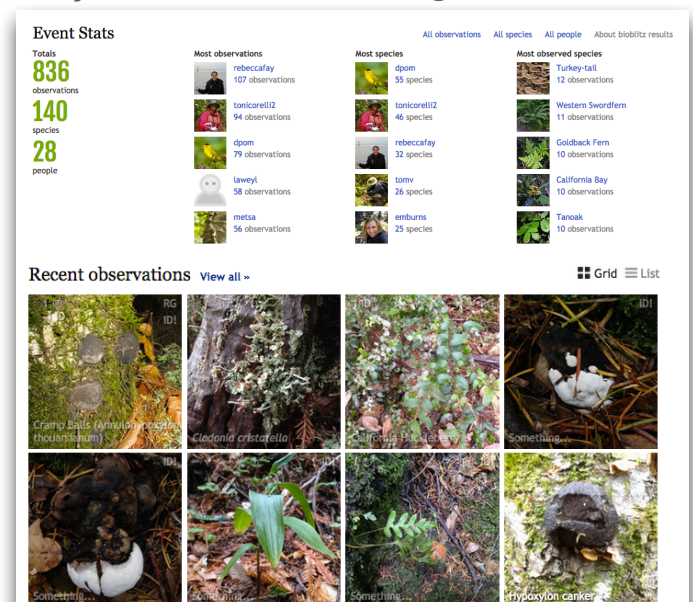 Event Stats
All observations All species All people About bioblitz results
Totals
836
observations
140
species
28
people
Most observations
rebeccafay
107 observations
tonicorelli2
94 observations
dpom
79 observations
laweyl
58 observations
metsa
56 observations
Most species
dpom
55 species
tonicorelli2
46 species
rebeccafay
32 species
tomv
26 species
emburns
25 species
Most observed species
Turkey-tail
12 observations
Western Swordfern
11 observations
Goldback Fern
10 observations
California Bay
10 observations
Tanoak
10 observations
Recent observations View all »
Grid List
RG
ID!
Cramp Balls (Annulohypoxylon
thouarsianum)
Cladonia cristatella
RG
California Huckleberry
ID!
Something...
ID!
Something...
Something...
Something...
Hypoxylon canker